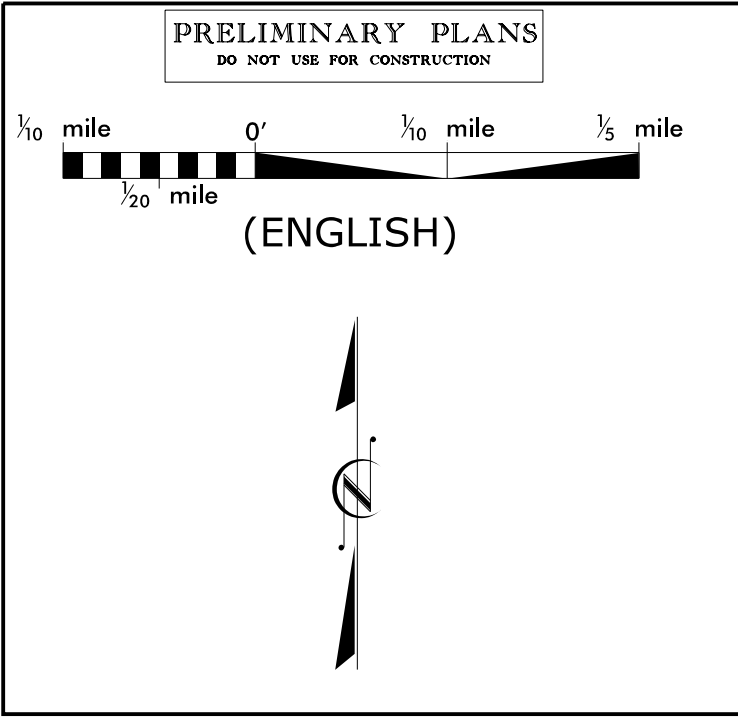 PRELIMINARY PLANS
DO NOT USE FOR CONSTRUCTION
1/10 mile 0' 1/10 mile 1/5 mile
1/20 mile
(ENGLISH)
N